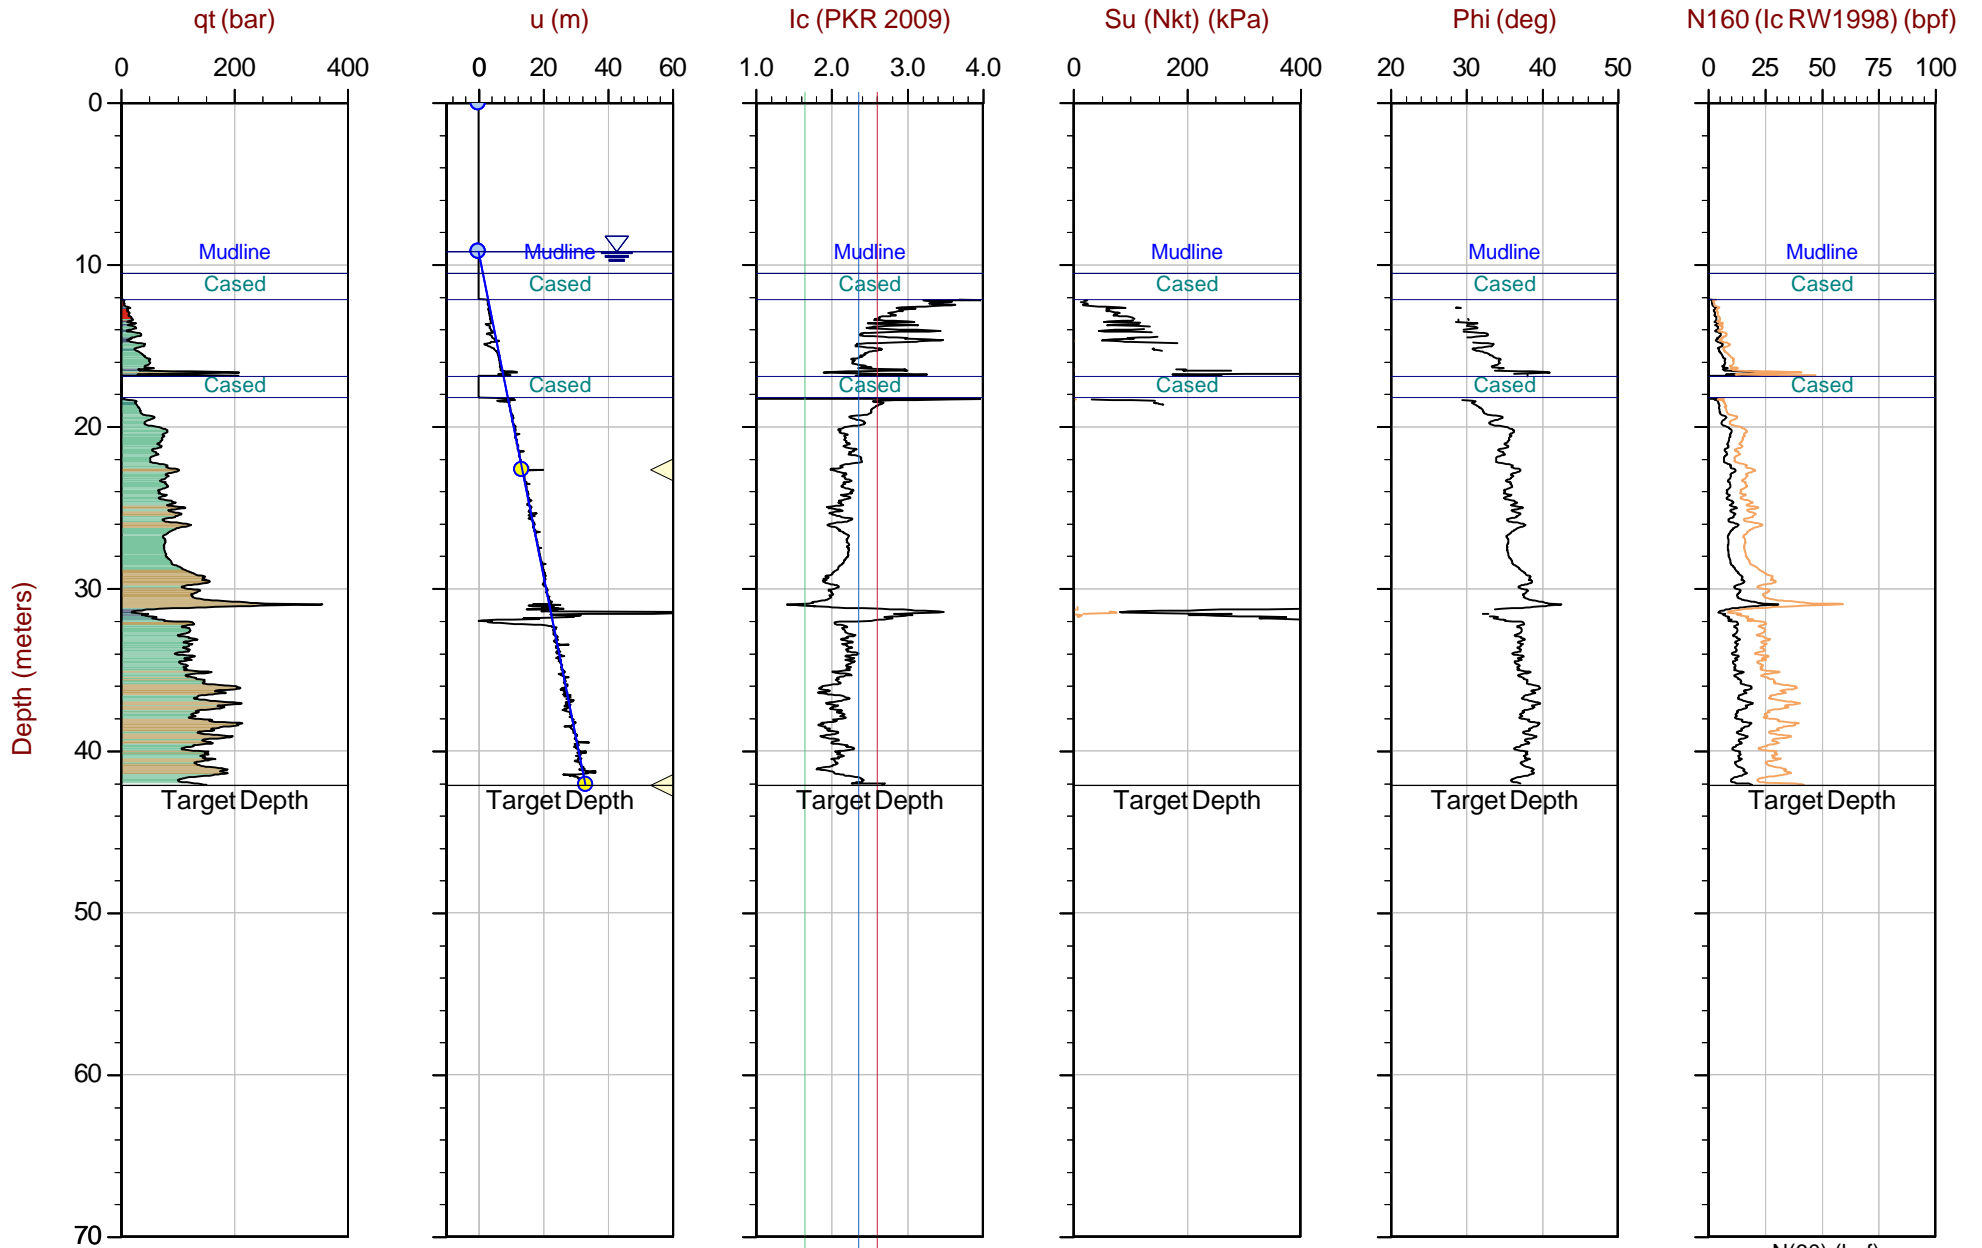 qt (bar) u (m) Ic (PKR 2009) Su (Nkt) (kPa) Phi (deg) N160 (Ic RW1998) (bpf)
0 200 400 0 20 40 60 1.0 2.0 3.0 4.0 0 200 400 20 30 40 50 0 25 50 75 100
0
Mudline Mudline Mudline Mudline Mudline Mudline
10
Cased Cased Cased Cased Cased Cased
Cased Cased Cased Cased Cased Cased
20
30
Depth (meters)
40
Target Depth Target Depth Target Depth Target Depth Target Depth Target Depth
50
60
70